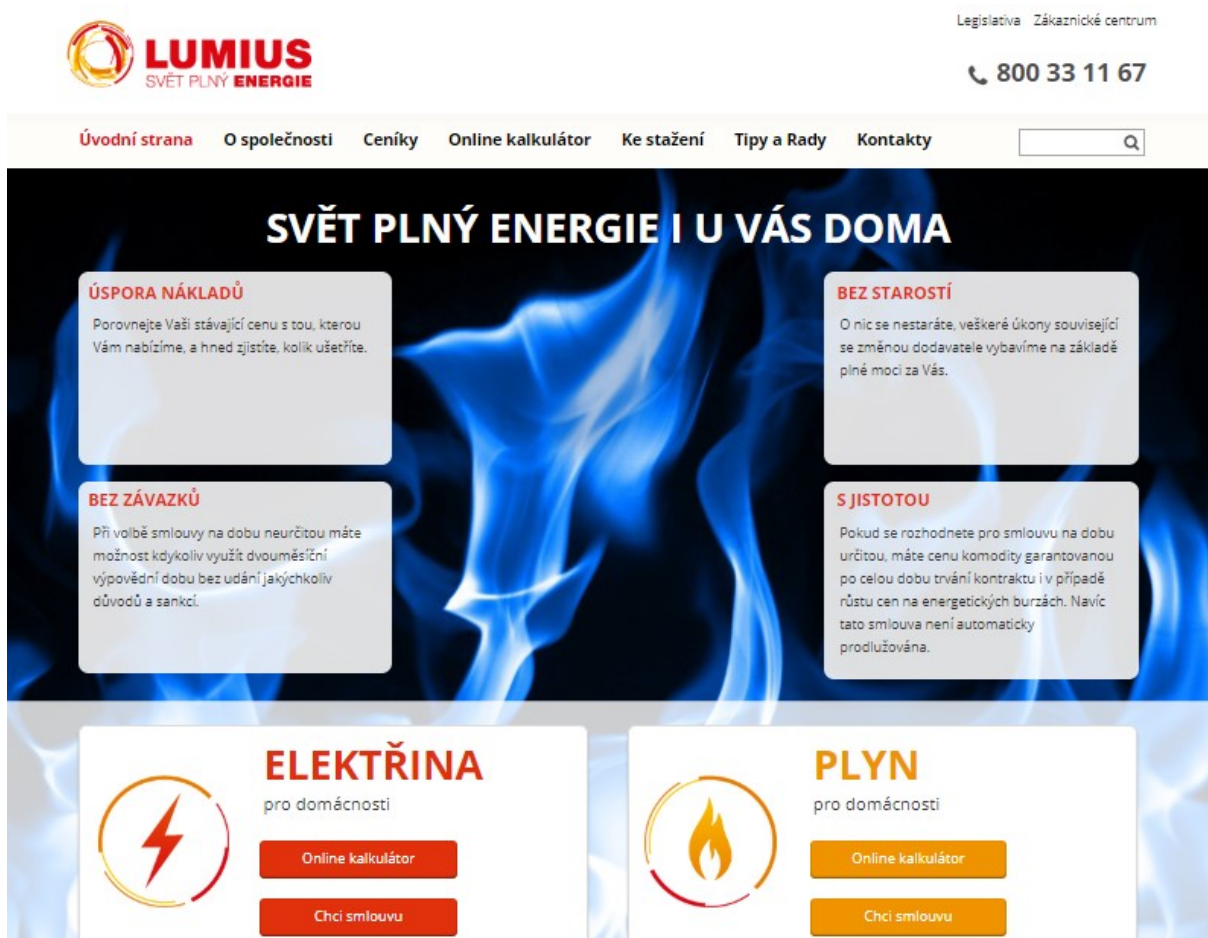 LUMIUS
SVĚT PLNÝ ENERGIE
Legislativa Zákaznické centrum
800 33 11 67
Úvodní strana O společnosti Ceníky Online kalkulátor Ke stažení Tipy a Rady Kontakty
SVĚT PLNÝ ENERGIE I U VÁS DOMA
ÚSPORA NÁKLADŮ
Porovnejte Vaši stávající cenu s tou, kterou
Vám nabízíme, a hned zjistíte, kolik ušetříte.
BEZ STAROSTÍ
O nic se nestaráte, veškeré úkony související
se změnou dodavatele vybavíme na základě
plné moci za Vás.
BEZ ZÁVAZKŮ
Při volbě smlouvy na dobu neurčitou máte
možnost kdykoliv využít dvouměsíční
výpovědní dobu bez udání jakýchkoliv
důvodů a sankcí.
S JISTOTOU
Pokud se rozhodnete pro smlouvu na dobu
určitou, máte cenu komodity garantovanou
po celou dobu trvání kontraktu i v případě
růstu cen na energetických burzách. Navíc
tato smlouva není automaticky
prodlužována.
ELEKTŘINA
pro domácnosti
Online kalkulátor
Chci smlouvu
PLYN
pro domácnosti
Online kalkulátor
Chci smlouvu